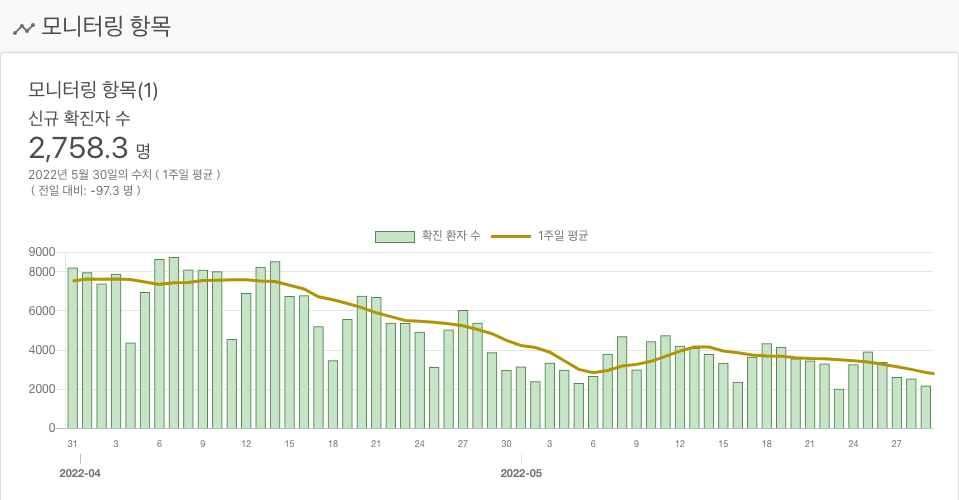 모니터링 항목
모니터링 항목(1)
신규 확진자 수
2,758.3 명
2022년 5월 30일의 수치 ( 1주일 평균 )
( 전일 대비: -97.3 명 )
확진 환자 수 1주일 평균
9000
8000
6000
4000
2000
0
31 3 6 9 12 15 18 21 24 27 30 3 6 9 12 15 18 21 24 27
2022-04 2022-05